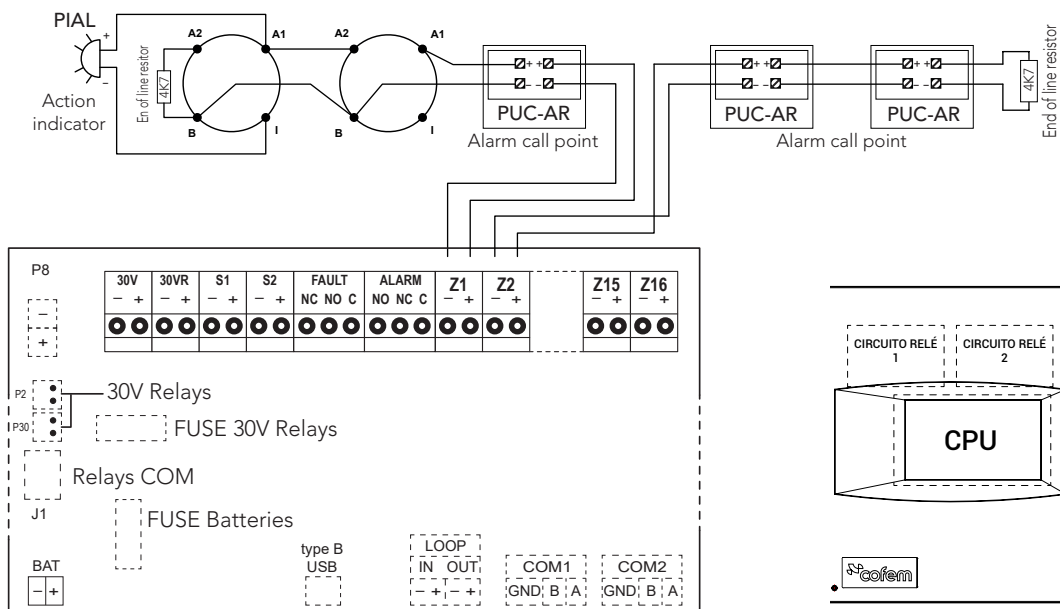 PIAL
+
−
Action
indicator
En of line resitor
4K7
A2
A1
B
I
A2
A1
B
I
+ +
- -
PUC-AR
Alarm call point
+ +
- -
PUC-AR
+ +
- -
PUC-AR
Alarm call point
4K7
End of line resistor
P8
−
+
30V
− +
30VR
− +
S1
− +
S2
− +
FAULT
NC NO C
ALARM
NO NC C
Z1
− +
Z2
− +
Z15
− +
Z16
− +
P2
30V Relays
P30
FUSE 30V Relays
Relays COM
J1
FUSE Batteries
BAT
− +
type B
USB
LOOP
IN OUT
− + − +
COM1
GND B A
COM2
GND B A
CIRCUITO RELÉ
1
CIRCUITO RELÉ
2
CPU
cofem